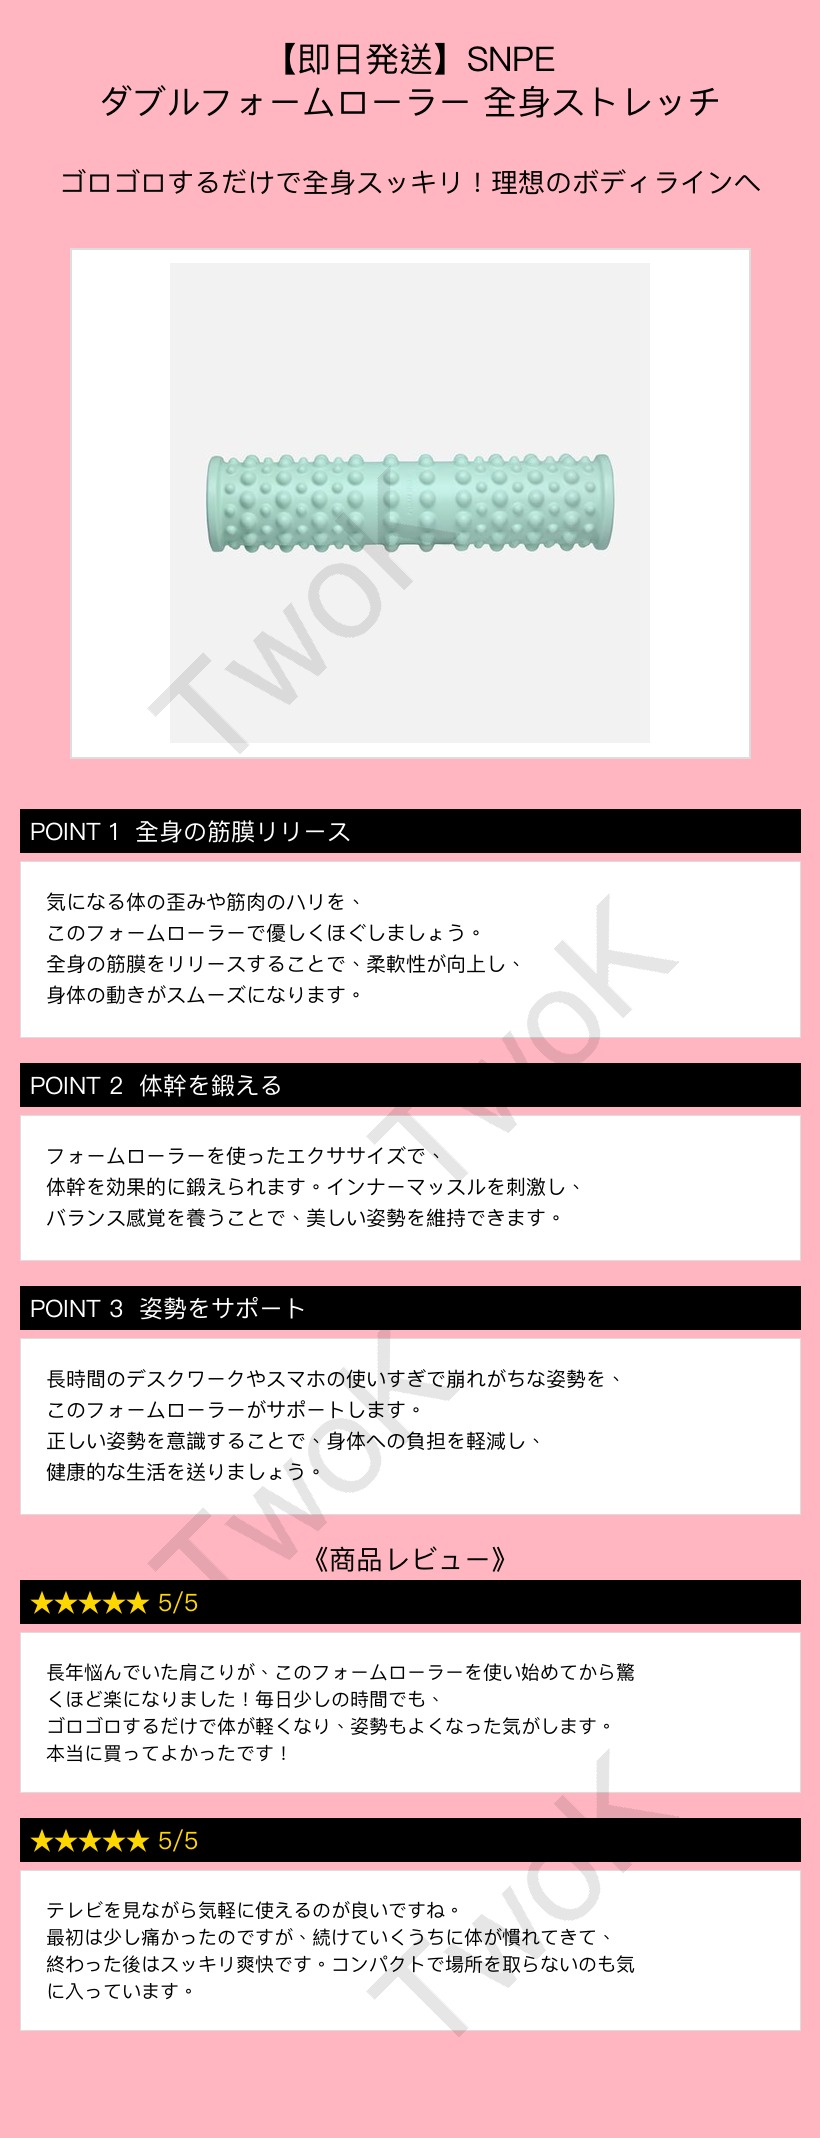 【即日発送】SNPE
ダブルフォームローラー 全身ストレッチ
ゴロゴロするだけで全身スッキリ！理想のボディラインへ
TwoK
POINT 1 全身の筋膜リリース
気になる体の歪みや筋肉のハリを、
このフォームローラーで優しくほぐしましょう。
全身の筋膜をリリースすることで、柔軟性が向上し、
身体の動きがスムーズになります。
TwoK
POINT 2 体幹を鍛える
フォームローラーを使ったエクササイズで、
体幹を効果的に鍛えられます。インナーマッスルを刺激し、
バランス感覚を養うことで、美しい姿勢を維持できます。
POINT 3 姿勢をサポート
長時間のデスクワークやスマホの使いすぎで崩れがちな姿勢を、
このフォームローラーがサポートします。
正しい姿勢を意識することで、身体への負担を軽減し、
健康的な生活を送りましょう。
TwoK
《商品レビュー》
★★★★★ 5/5
長年悩んでいた肩こりが、このフォームローラーを使い始めてから驚
くほど楽になりました！毎日少しの時間でも、
ゴロゴロするだけで体が軽くなり、姿勢もよくなった気がします。
本当に買ってよかったです！
★★★★★ 5/5
テレビを見ながら気軽に使えるのが良いですね。
最初は少し痛かったのですが、続けていくうちに体が慣れてきて、
終わった後はスッキリ爽快です。コンパクトで場所を取らないのも気
に入っています。
TwoK